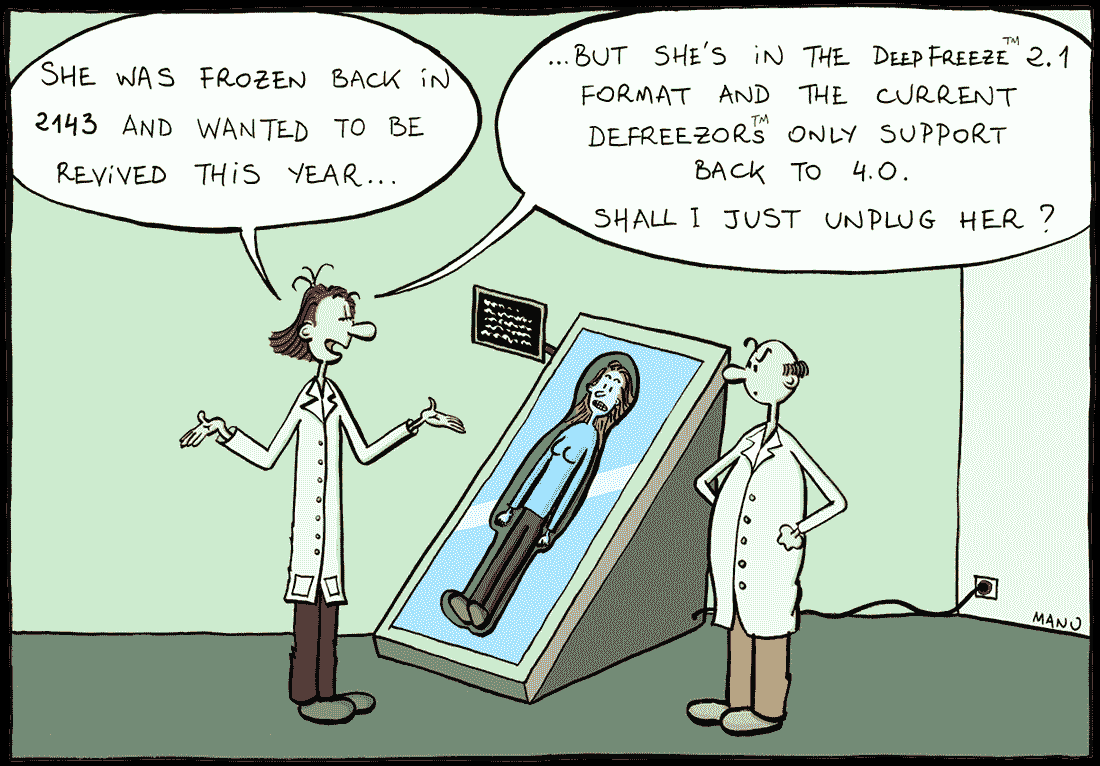 SHE WAS FROZEN BACK IN
2143 AND WANTED TO BE
REVIVED THIS YEAR...
...BUT SHE'S IN THE DEEPFREEZE™ 2.1
FORMAT AND THE CURRENT
DEFREEZORS™ ONLY SUPPORT
BACK TO 4.0.
SHALL I JUST UNPLUG HER?
MANU